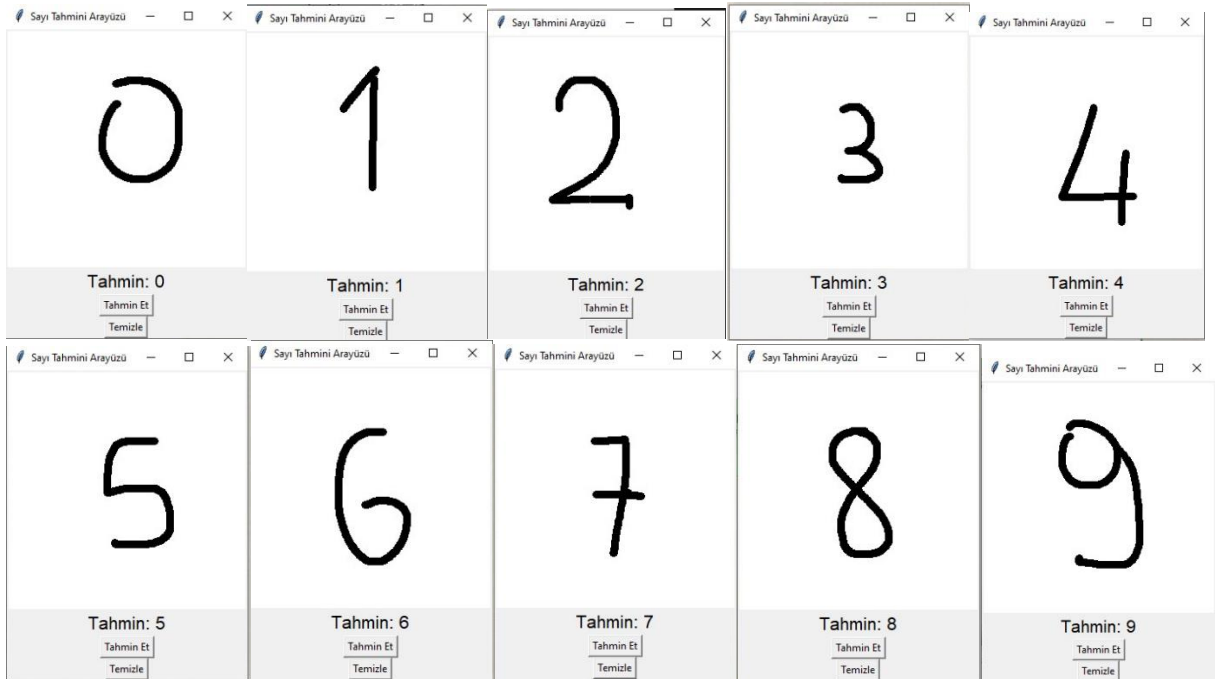 Sayı Tahmini Arayüzü
0
Tahmin: 0
Tahmin Et
Temizle
Sayı Tahmini Arayüzü
1
Tahmin: 1
Tahmin Et
Temizle
Sayı Tahmini Arayüzü
2
Tahmin: 2
Tahmin Et
Temizle
Sayı Tahmini Arayüzü
3
Tahmin: 3
Tahmin Et
Temizle
Sayı Tahmini Arayüzü
4
Tahmin: 4
Tahmin Et
Temizle
Sayı Tahmini Arayüzü
5
Tahmin: 5
Tahmin Et
Temizle
Sayı Tahmini Arayüzü
6
Tahmin: 6
Tahmin Et
Temizle
Sayı Tahmini Arayüzü
7
Tahmin: 7
Tahmin Et
Temizle
Sayı Tahmini Arayüzü
8
Tahmin: 8
Tahmin Et
Temizle
Sayı Tahmini Arayüzü
9
Tahmin: 9
Tahmin Et
Temizle